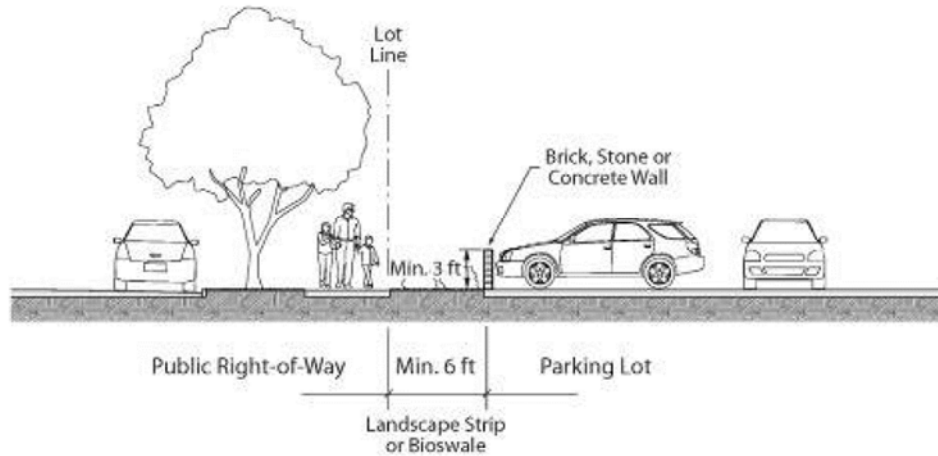 Lot
Line
Brick, Stone or
Concrete Wall
Min. 3 ft
Public Right-of-Way
Min. 6 ft
Parking Lot
Landscape Strip
or Bioswale